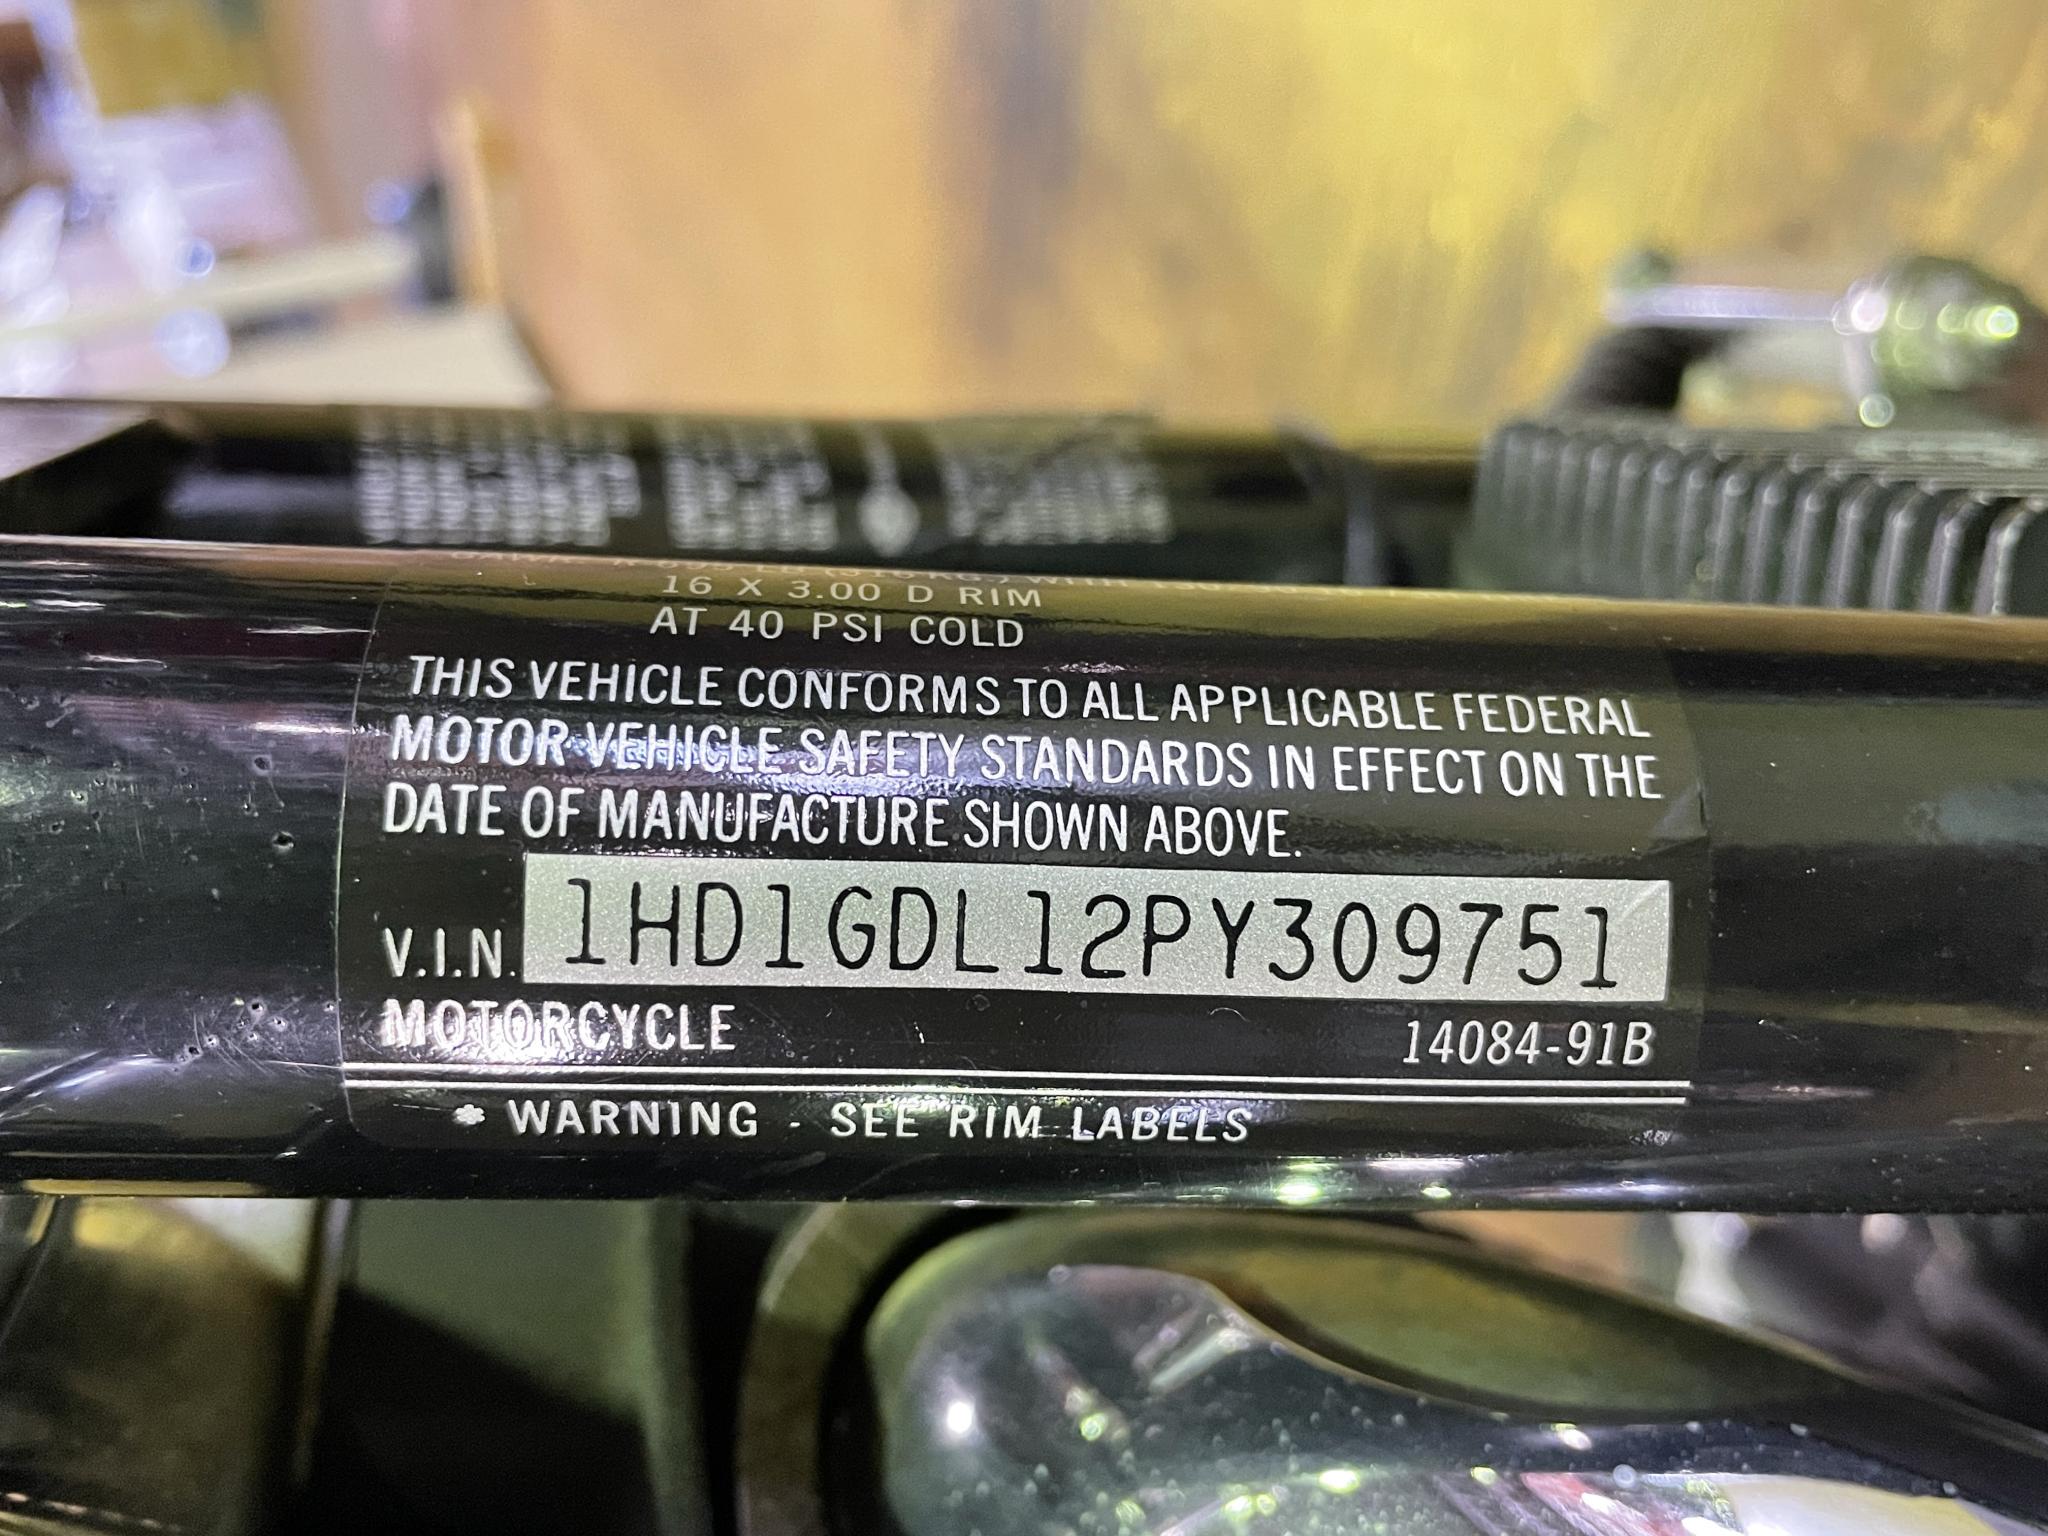 16 X 3.00 D RIM
AT 40 PSI COLD
THIS VEHICLE CONFORMS TO ALL APPLICABLE FEDERAL
MOTOR VEHICLE SAFETY STANDARDS IN EFFECT ON THE
DATE OF MANUFACTURE SHOWN ABOVE.
V.I.N. 1HD1GDL12PY309751
MOTORCYCLE 14084-91B
* WARNING - SEE RIM LABELS